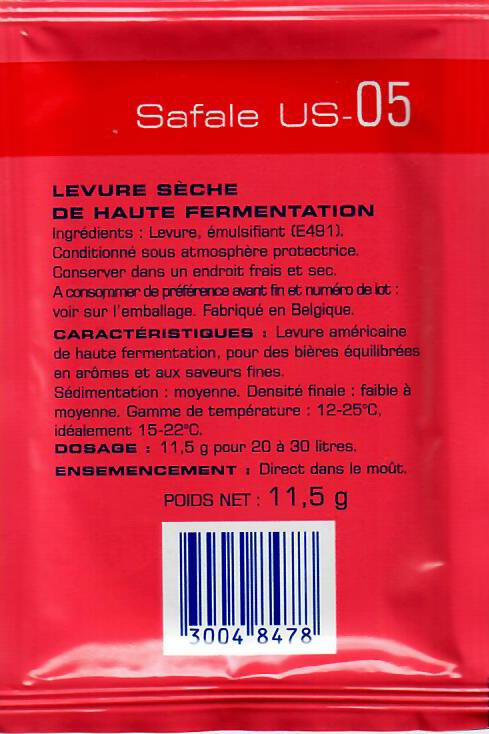 Safale US-05
LEVURE SÈCHE
DE HAUTE FERMENTATION
Ingrédients : Levure, émulsifiant (E491).
Conditionné sous atmosphère protectrice.
Conserver dans un endroit frais et sec.
A consommer de préférence avant fin et numéro de lot :
voir sur l'emballage. Fabriqué en Belgique.
CARACTÉRISTIQUES : Levure américaine
de haute fermentation, pour des bières équilibrées
en arômes et aux saveurs fines.
Sédimentation : moyenne. Densité finale : faible à
moyenne. Gamme de température : 12-25°C,
idéalement 15-22°C.
DOSAGE : 11,5 g pour 20 à 30 litres.
ENSEMENCEMENT : Direct dans le moût.
POIDS NET : 11,5 g
3004 8478